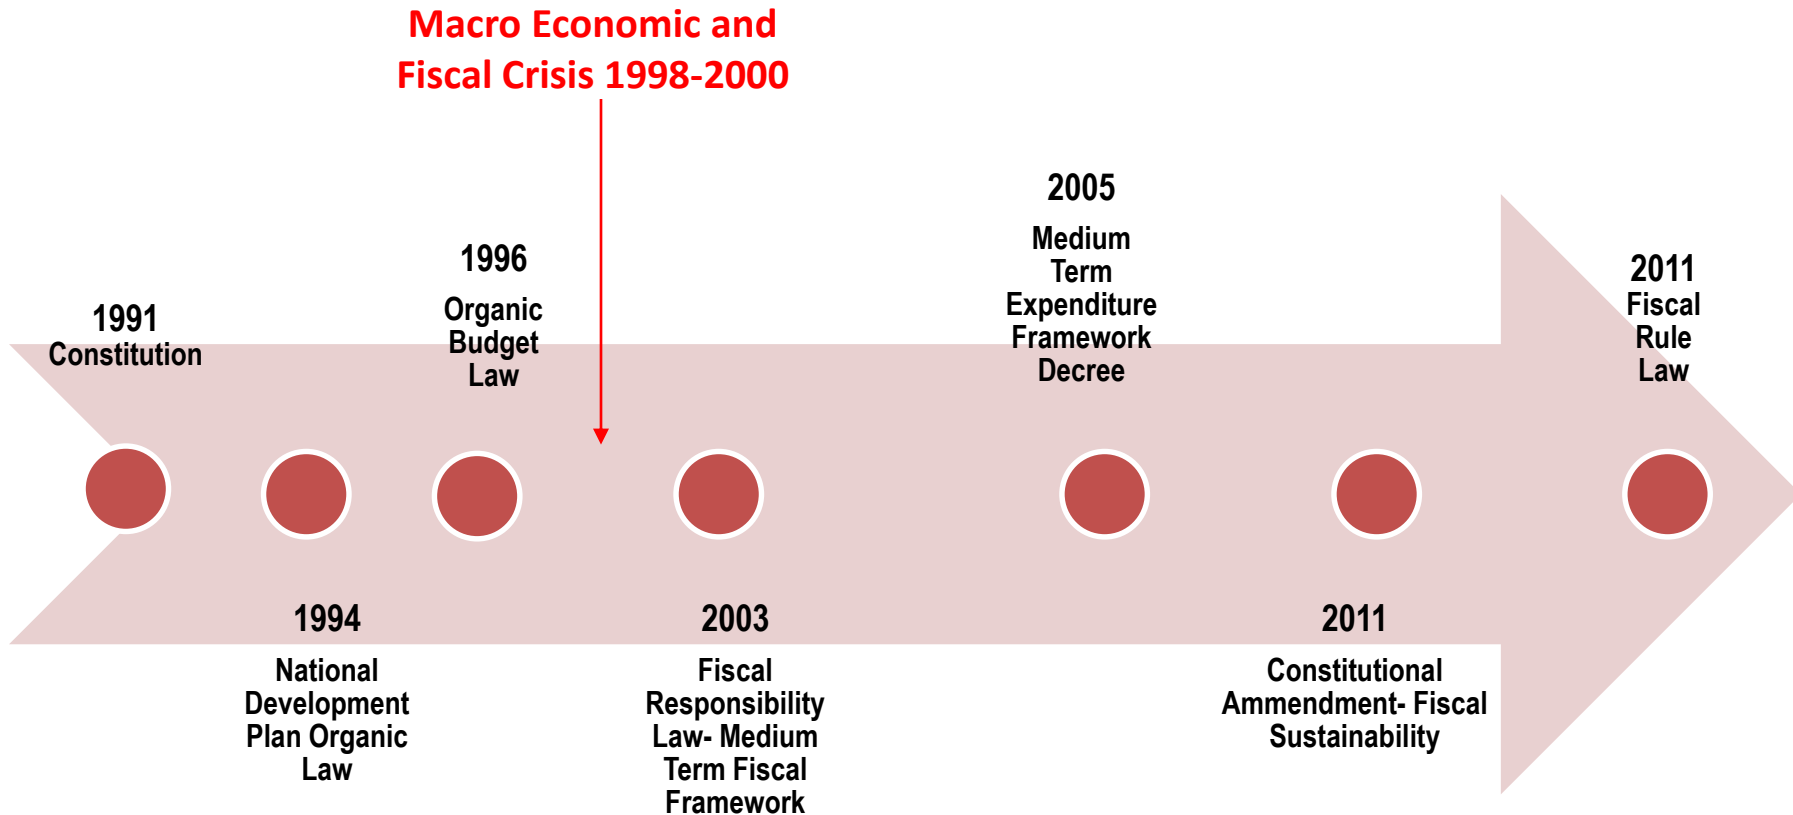 Macro Economic and
Fiscal Crisis 1998-2000
1991
Constitution
1994
National
Development
Plan Organic
Law
1996
Organic
Budget
Law
2003
Fiscal
Responsibility
Law- Medium
Term Fiscal
Framework
2005
Medium
Term
Expenditure
Framework
Decree
2011
Constitutional
Ammendment- Fiscal
Sustainability
2011
Fiscal
Rule
Law